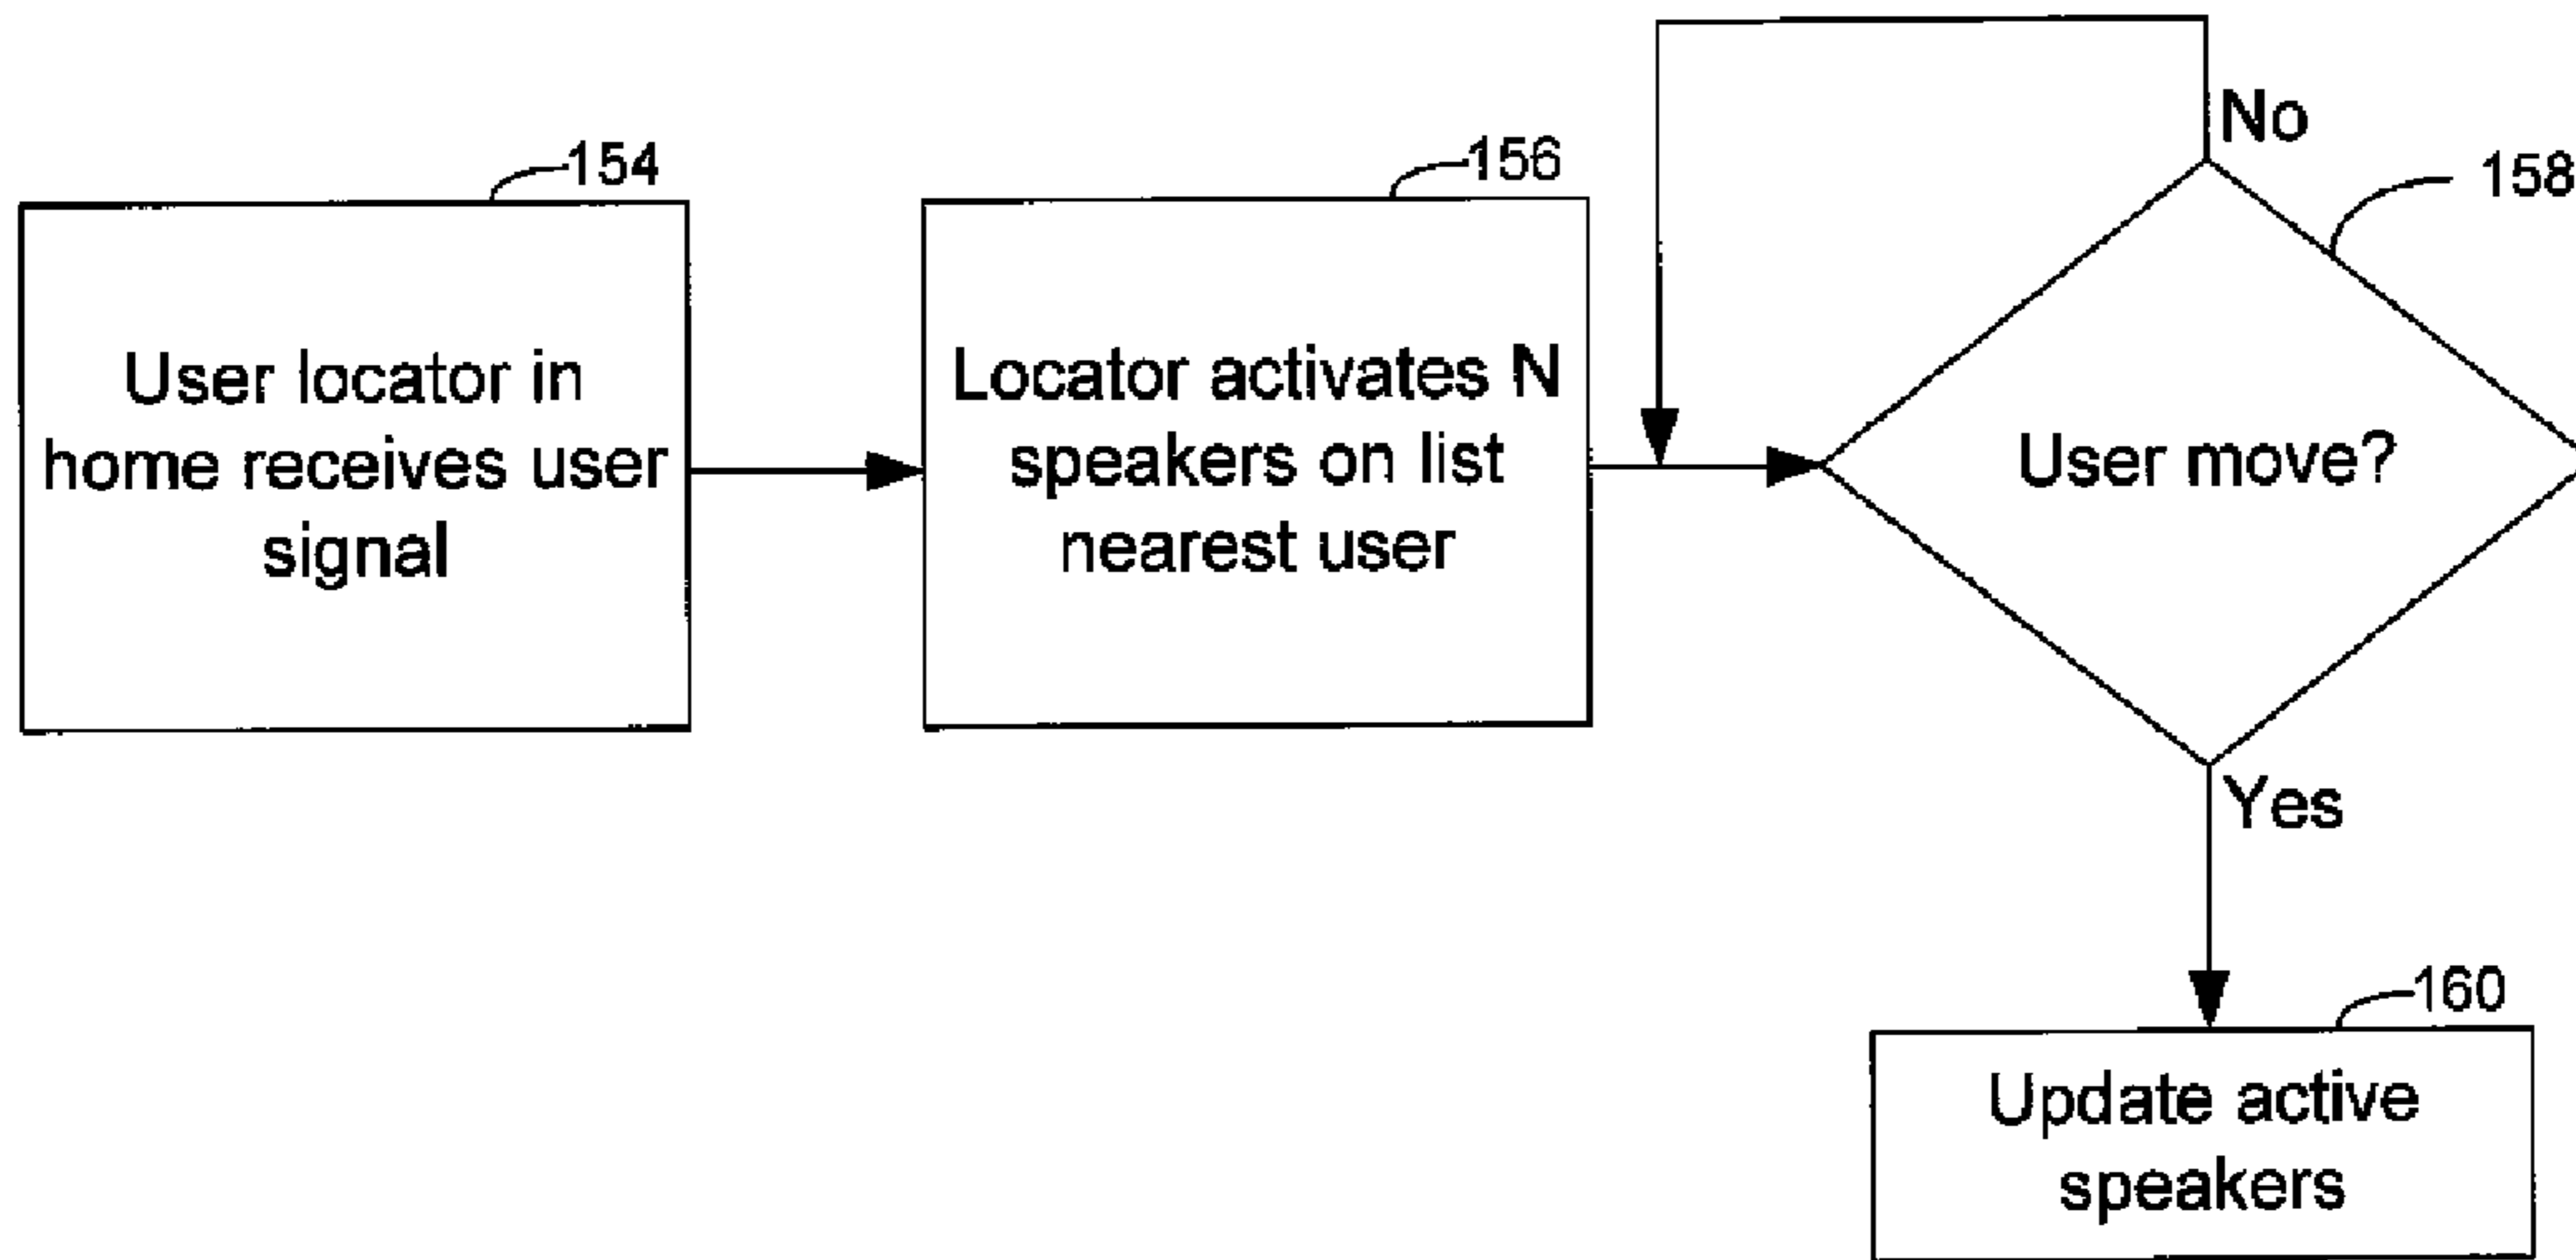 154
User locator in
home receives user
signal
156
Locator activates N
speakers on list
nearest user
No
158
User move?
Yes
160
Update active
speakers